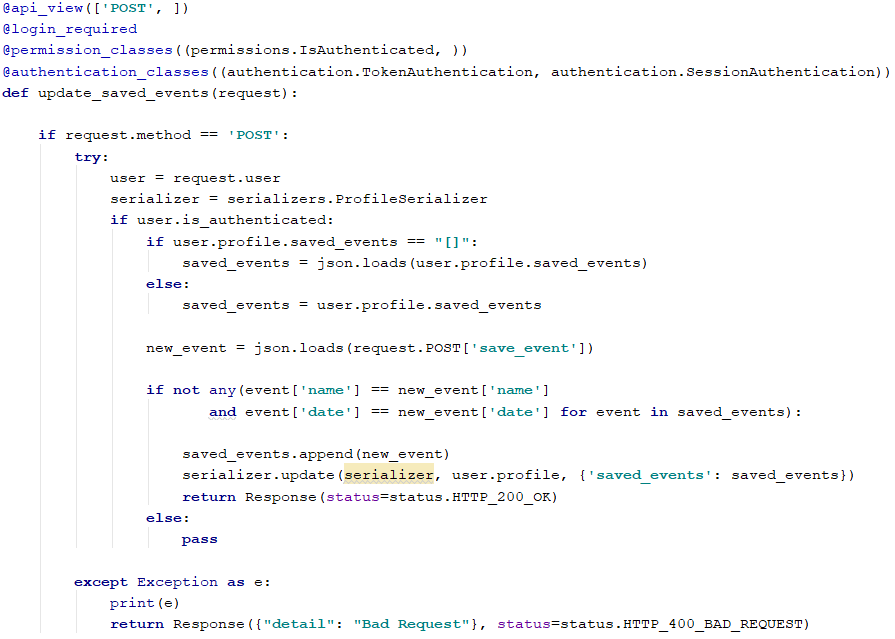 @api_view(['POST', ])
@login_required
@permission_classes((permissions.IsAuthenticated, ))
@authentication_classes((authentication.TokenAuthentication, authentication.SessionAuthentication))
def update_saved_events(request):

    if request.method == 'POST':
        try:
            user = request.user
            serializer = serializers.ProfileSerializer
            if user.is_authenticated:
                if user.profile.saved_events == "[]":
                    saved_events = json.loads(user.profile.saved_events)
                else:
                    saved_events = user.profile.saved_events

                new_event = json.loads(request.POST['save_event'])

                if not any(event['name'] == new_event['name']
                       and event['date'] == new_event['date'] for event in saved_events):

                    saved_events.append(new_event)
                    serializer.update(serializer, user.profile, {'saved_events': saved_events})
                    return Response(status=status.HTTP_200_OK)
                else:
                    pass

        except Exception as e:
            print(e)
            return Response({"detail": "Bad Request"}, status=status.HTTP_400_BAD_REQUEST)